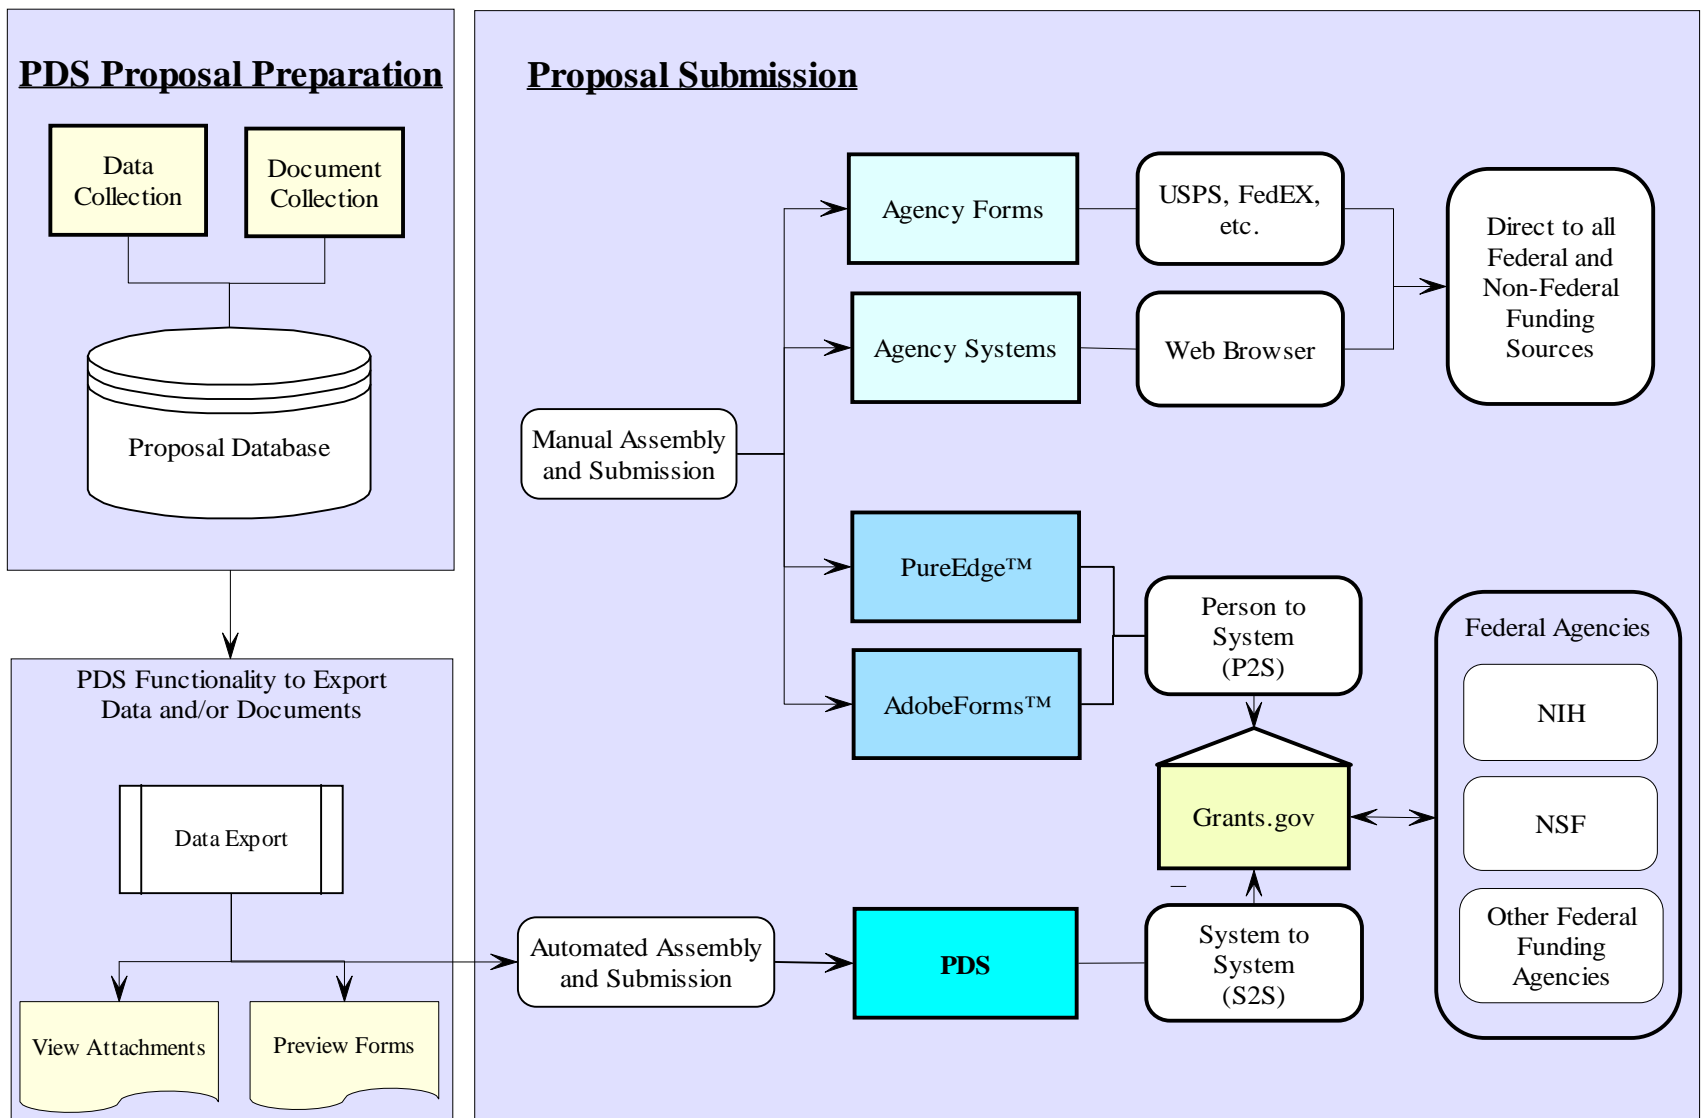 PDS Proposal Preparation
Data
Collection
Document
Collection
Proposal Database
PDS Functionality to Export
Data and/or Documents
Data Export
View Attachments
Preview Forms
Proposal Submission
Manual Assembly
and Submission
Agency Forms
USPS, FedEX,
etc.
Agency Systems
Web Browser
Direct to all
Federal and
Non-Federal
Funding
Sources
PureEdge™
AdobeForms™
Person to
System
(P2S)
Grants.gov
Federal Agencies
NIH
NSF
Other Federal
Funding
Agencies
Automated Assembly
and Submission
PDS
System to
System
(S2S)